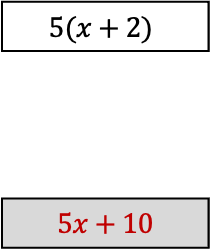 5(x + 2)
5x + 10